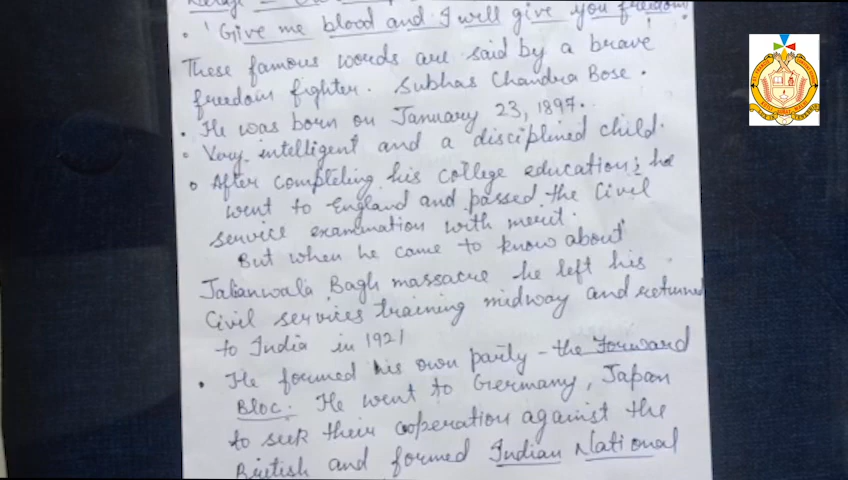 • 'Give me blood and I will give you freedom'.
These famous words are said by a brave
freedom fighter. Subhas Chandra Bose.
• He was born on January 23, 1897.
• Very intelligent and a disciplined child.
• After completing his college education; he
went to England and passed the Civil
service examination with merit.
But when he came to know about
Jalianwala Bagh massacre he left his
Civil services training midway and returned
to India in 1921
• He formed his own party - the Forward
Bloc. He went to Germany, Japan
to seek their cooperation against the
British and formed Indian National